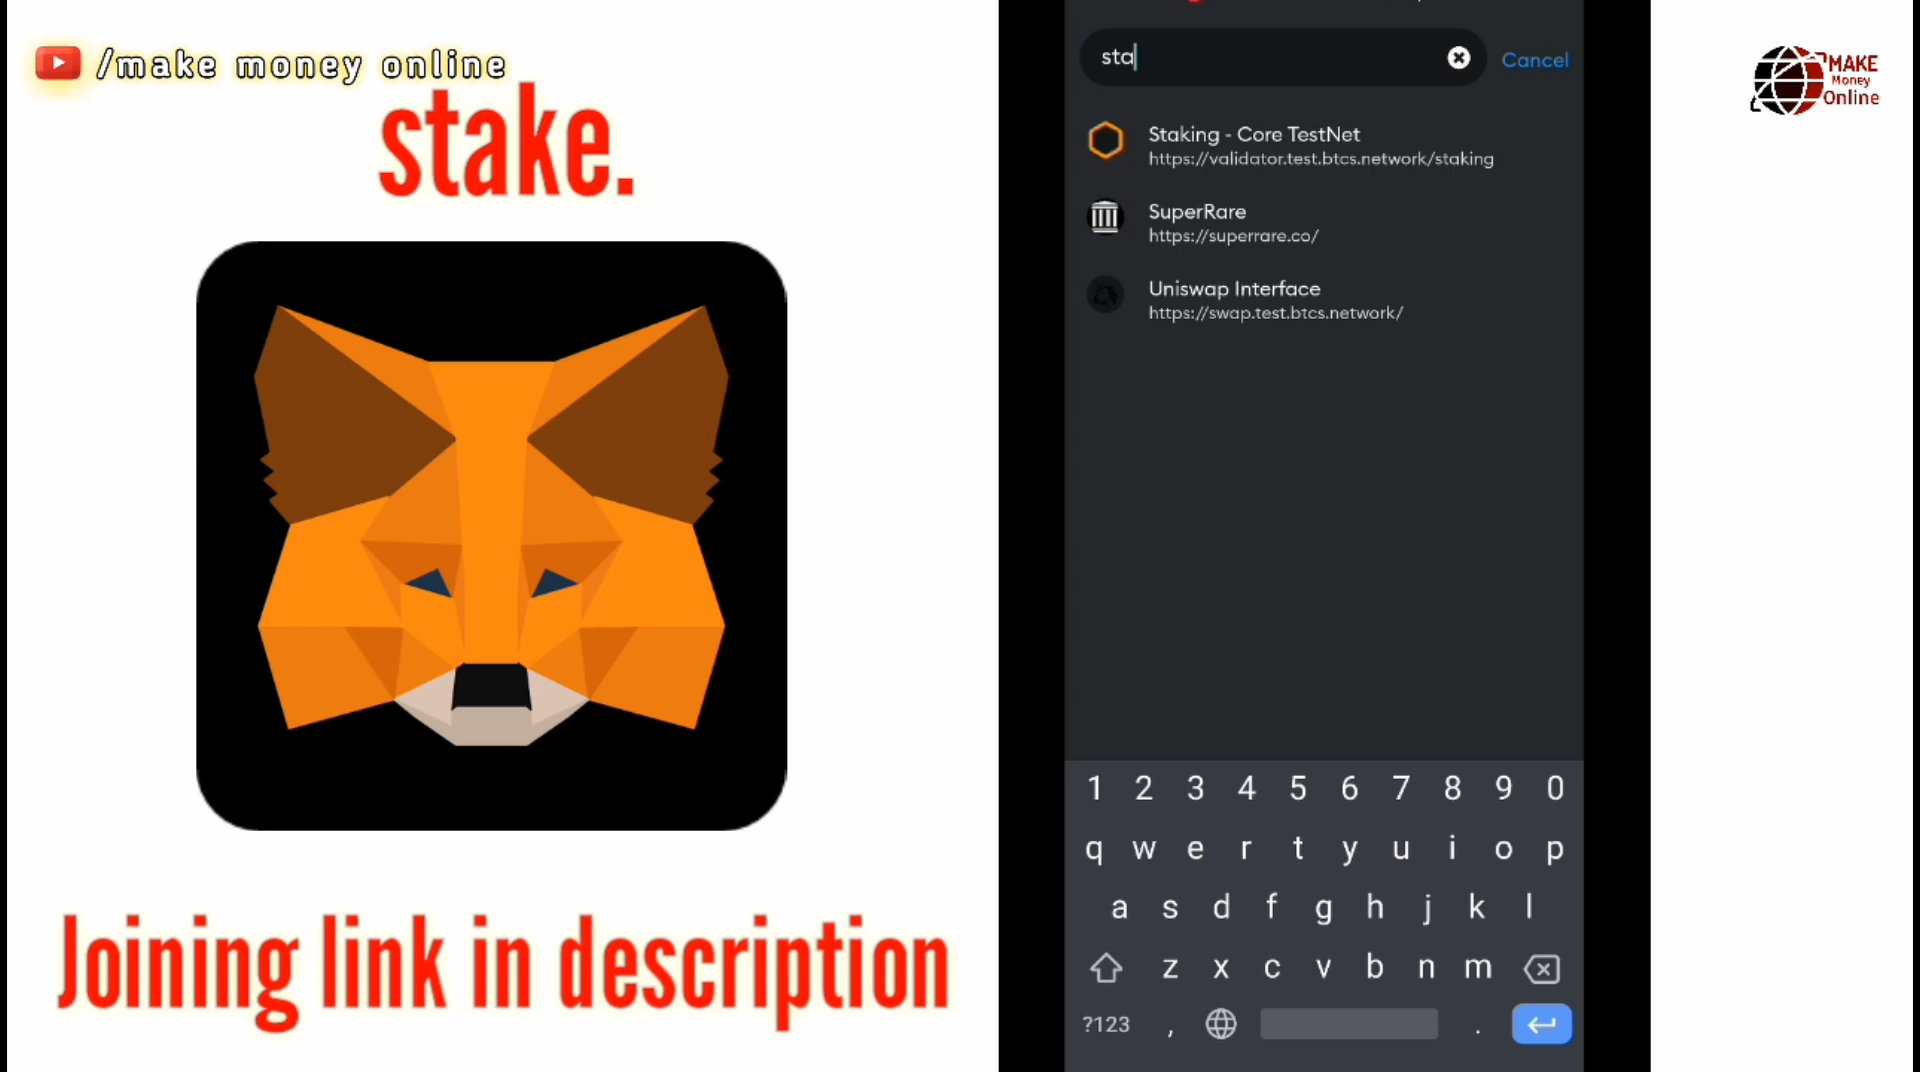 /make money online
stake.
Joining link in description
sta
Cancel
Staking - Core TestNet
https://validator.test.btcs.network/staking
SuperRare
https://superrare.co/
Uniswap Interface
https://swap.test.btcs.network/
1 2 3 4 5 6 7 8 9 0
q w e r t y u i o p
a s d f g h j k l
z x c v b n m
?123 , .
MAKE
Money
Online